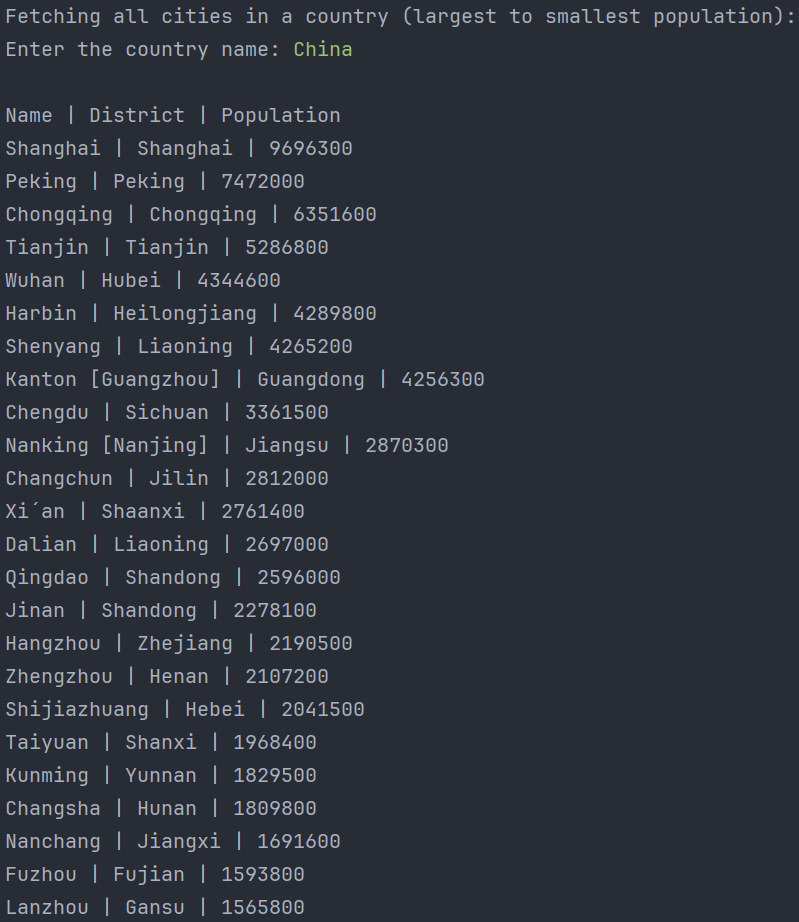 Fetching all cities in a country (largest to smallest population):
Enter the country name: China
Name | District | Population
Shanghai | Shanghai | 9696300
Peking | Peking | 7472000
Chongqing | Chongqing | 6351600
Tianjin | Tianjin | 5286800
Wuhan | Hubei | 4344600
Harbin | Heilongjiang | 4289800
Shenyang | Liaoning | 4265200
Kanton [Guangzhou] | Guangdong | 4256300
Chengdu | Sichuan | 3361500
Nanking [Nanjing] | Jiangsu | 2870300
Changchun | Jilin | 2812000
Xi´an | Shaanxi | 2761400
Dalian | Liaoning | 2697000
Qingdao | Shandong | 2596000
Jinan | Shandong | 2278100
Hangzhou | Zhejiang | 2190500
Zhengzhou | Henan | 2107200
Shijiazhuang | Hebei | 2041500
Taiyuan | Shanxi | 1968400
Kunming | Yunnan | 1829500
Changsha | Hunan | 1809800
Nanchang | Jiangxi | 1691600
Fuzhou | Fujian | 1593800
Lanzhou | Gansu | 1565800